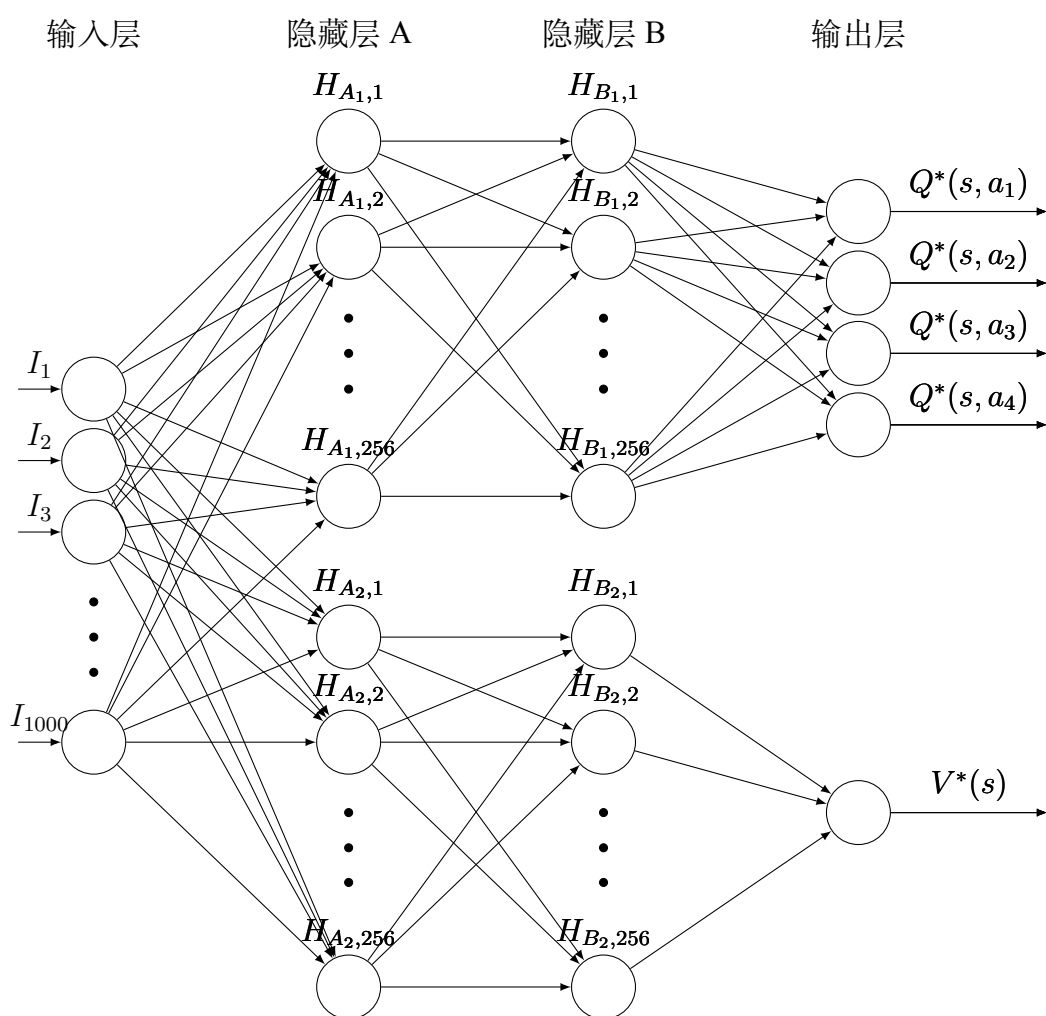 输入层
隐藏层 A
隐藏层 B
输出层
H_{A_1,1}
H_{B_1,1}
H_{A_1,2}
H_{B_1,2}
Q*(s, a_1)
Q*(s, a_2)
Q*(s, a_3)
Q*(s, a_4)
I_1
I_2
I_3
H_{A_1,256}
H_{B_1,256}
H_{A_2,1}
H_{B_2,1}
H_{A_2,2}
H_{B_2,2}
I_{1000}
V*(s)
H_{A_2,256}
H_{B_2,256}